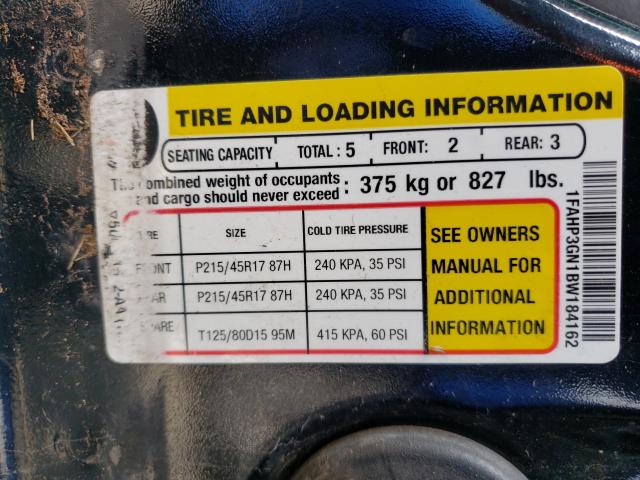 TIRE AND LOADING INFORMATION
SEATING CAPACITY TOTAL: 5 FRONT: 2 REAR: 3
combined weight of occupants
and cargo should never exceed : 375 kg or 827 lbs.
SIZE COLD TIRE PRESSURE
P215/45R17 87H 240 KPA, 35 PSI
P215/45R17 87H 240 KPA, 35 PSI
T125/80D15 95M 415 KPA, 60 PSI
SEE OWNERS
MANUAL FOR
ADDITIONAL
INFORMATION
1FAHP3GN1BW184162